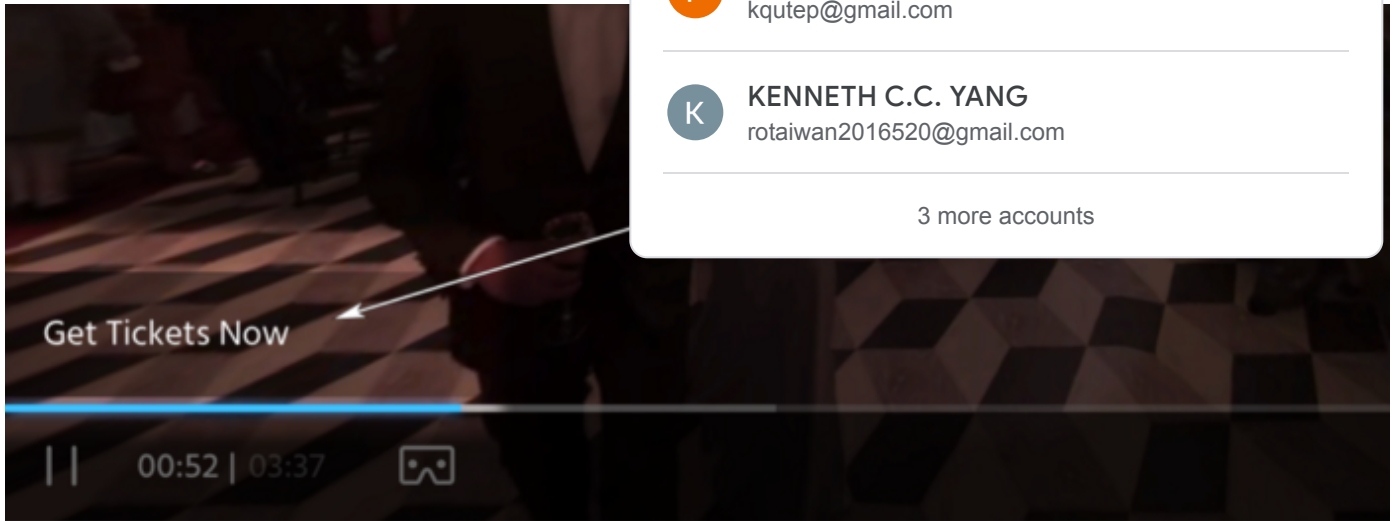 kqutep@gmail.com
K
KENNETH C.C. YANG
rotaiwan2016520@gmail.com
3 more accounts
Get Tickets Now
00:52 | 03:37